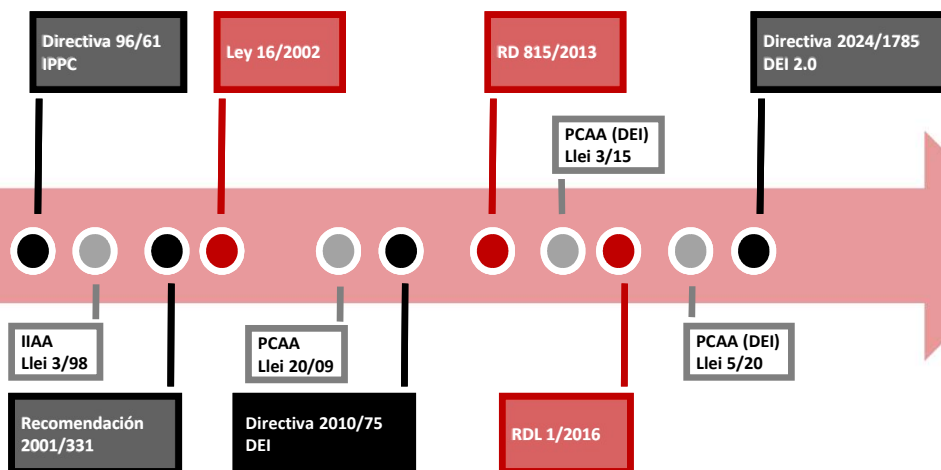 Directiva 96/61
IPPC
Ley 16/2002
RD 815/2013
Directiva 2024/1785
DEI 2.0
PCAA (DEI)
Llei 3/15
IIAA
Llei 3/98
PCAA
Llei 20/09
PCAA (DEI)
Llei 5/20
Recomendación
2001/331
Directiva 2010/75
DEI
RDL 1/2016